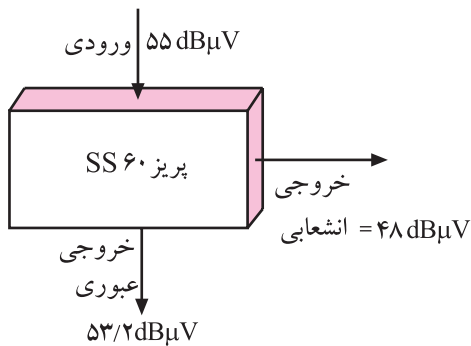 ورودی ۵۵ dBµV
پریز SS ۶۰
خروجی
انشعابی = ۴۸ dBµV
خروجی
عبوری
۵۳/۲dBµV